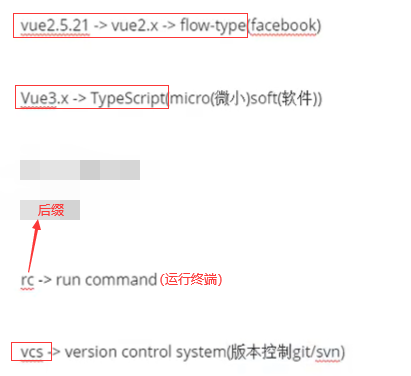 vue2.5.21 -> vue2.x -> flow-type(facebook)
Vue3.x -> TypeScript(micro(微小)soft(软件))
后缀
rc -> run command (运行终端)
vcs -> version control system(版本控制git/svn)